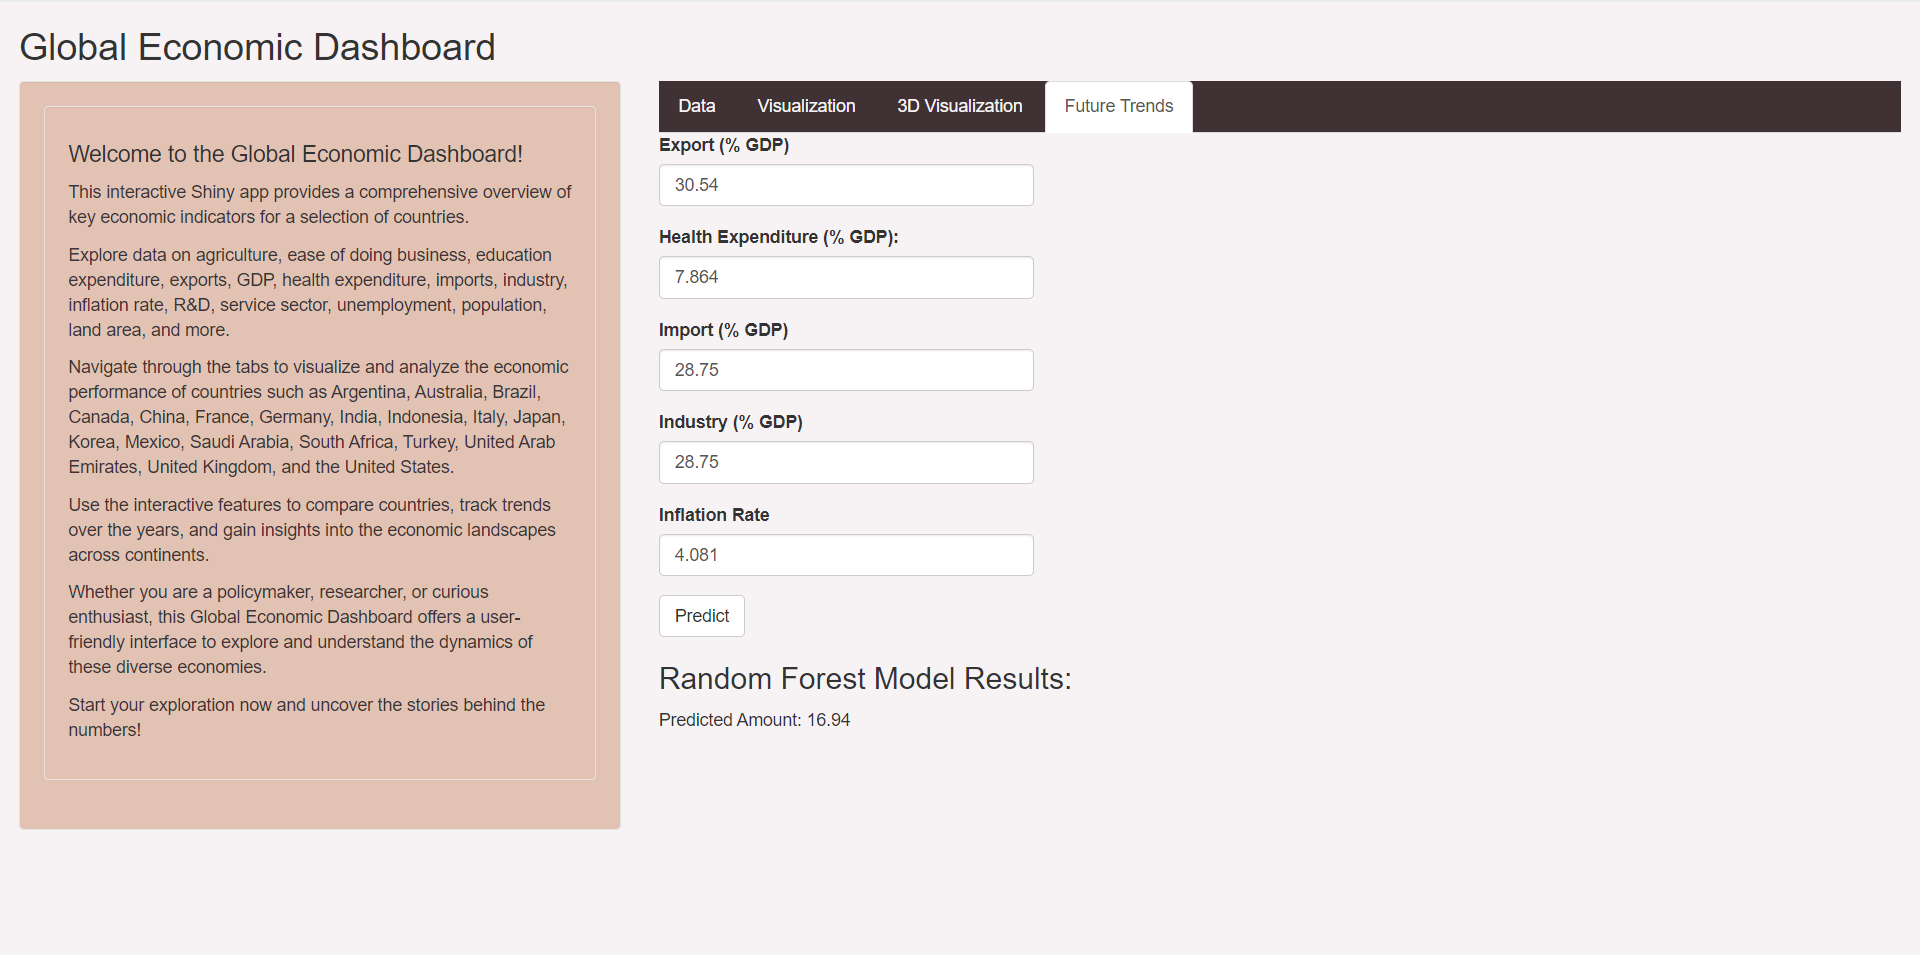 Global Economic Dashboard
Welcome to the Global Economic Dashboard!
This interactive Shiny app provides a comprehensive overview of
key economic indicators for a selection of countries.
Explore data on agriculture, ease of doing business, education
expenditure, exports, GDP, health expenditure, imports, industry,
inflation rate, R&D, service sector, unemployment, population,
land area, and more.
Navigate through the tabs to visualize and analyze the economic
performance of countries such as Argentina, Australia, Brazil,
Canada, China, France, Germany, India, Indonesia, Italy, Japan,
Korea, Mexico, Saudi Arabia, South Africa, Turkey, United Arab
Emirates, United Kingdom, and the United States.
Use the interactive features to compare countries, track trends
over the years, and gain insights into the economic landscapes
across continents.
Whether you are a policymaker, researcher, or curious
enthusiast, this Global Economic Dashboard offers a user-
friendly interface to explore and understand the dynamics of
these diverse economies.
Start your exploration now and uncover the stories behind the
numbers!
Data Visualization 3D Visualization Future Trends
Export (% GDP)
30.54
Health Expenditure (% GDP):
7.864
Import (% GDP)
28.75
Industry (% GDP)
28.75
Inflation Rate
4.081
Predict
Random Forest Model Results:
Predicted Amount: 16.94